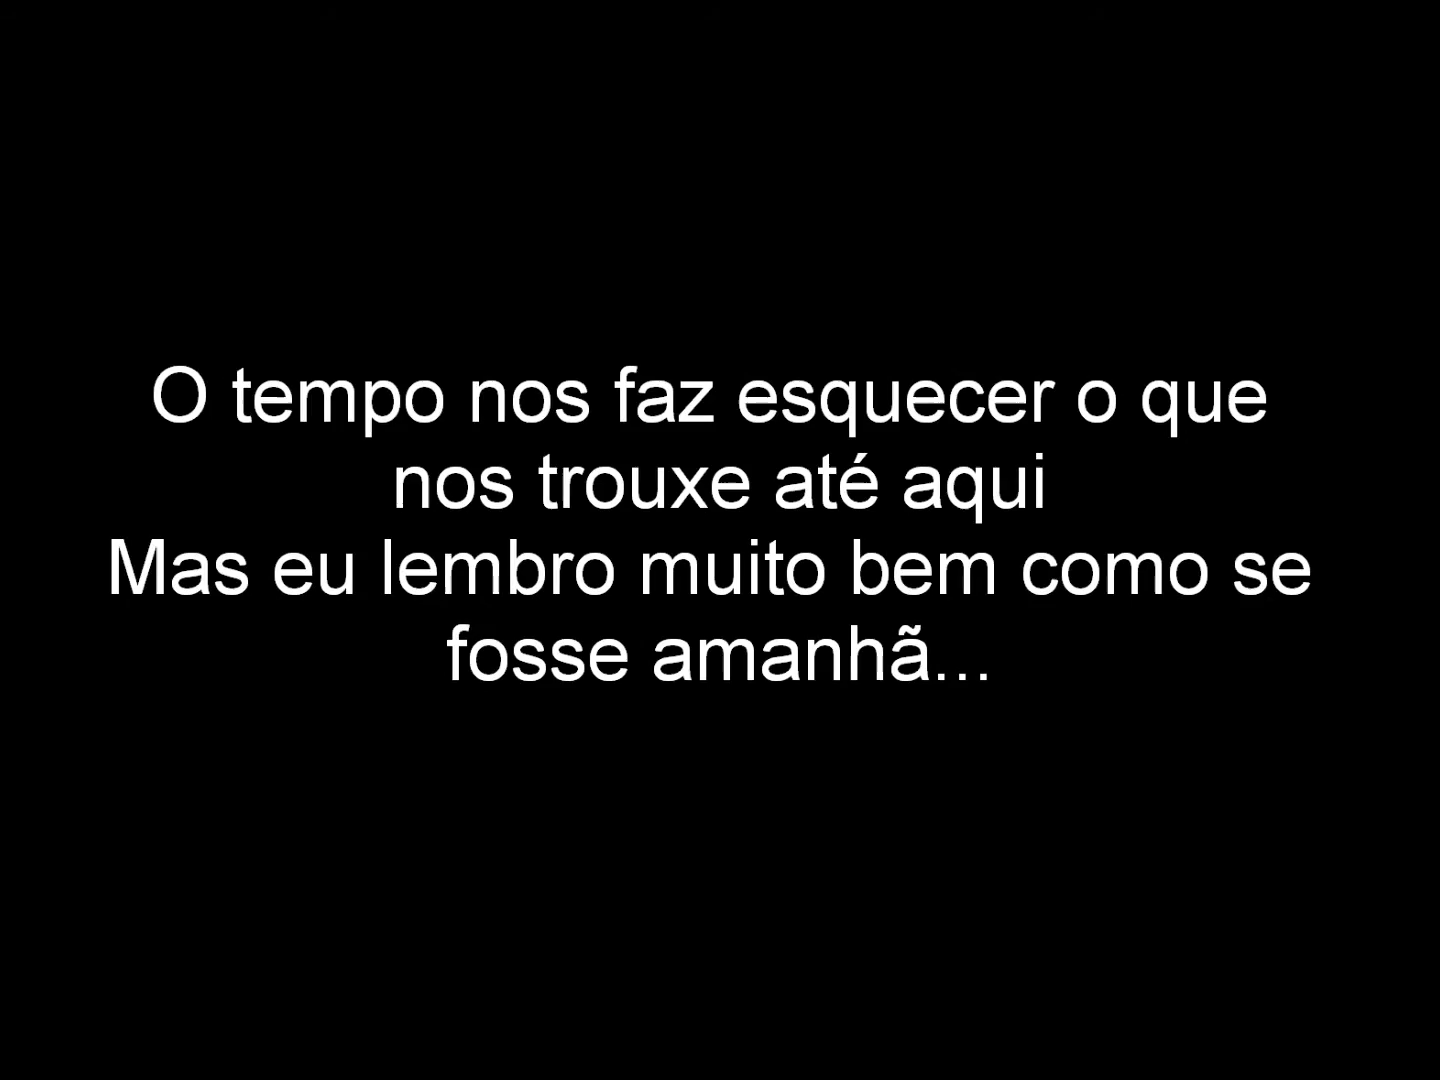 O tempo nos faz esquecer o que
nos trouxe até aqui
Mas eu lembro muito bem como se
fosse amanhã...